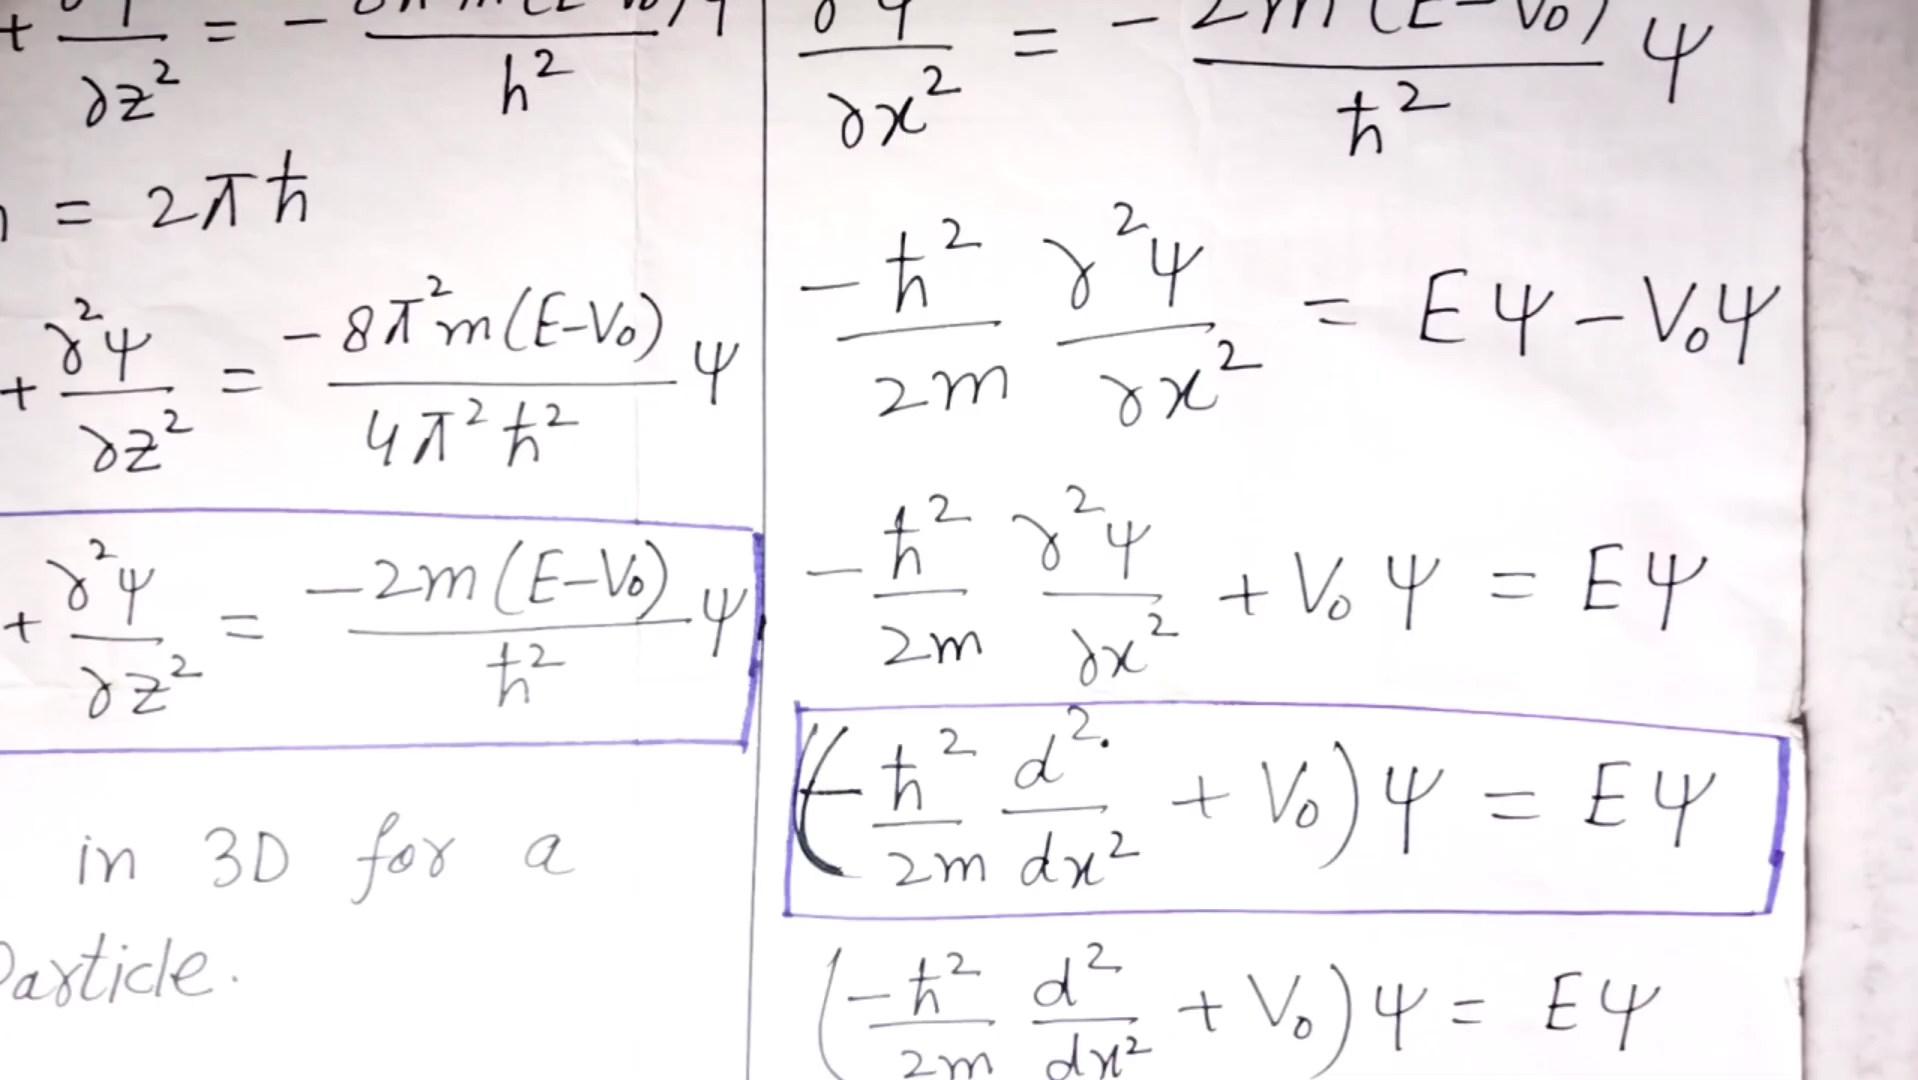 + ∂²ψ/∂z² = - 8π²m(E-V₀)ψ/h²
= 2πħ
+ ∂²ψ/∂z² = -8π²m(E-V₀)/4π²ħ² ψ
+ ∂²ψ/∂z² = -2m(E-V₀)/ħ² ψ
in 3D for a
Particle.
∂²ψ/∂x² = - 2m(E-V₀)/ħ² ψ
-ħ²/2m ∂²ψ/∂x² = Eψ - V₀ψ
-ħ²/2m ∂²ψ/∂x² + V₀ψ = Eψ
(-ħ²/2m d²/dx² + V₀)ψ = Eψ
(-ħ²/2m d²/dx² + V₀)ψ = Eψ